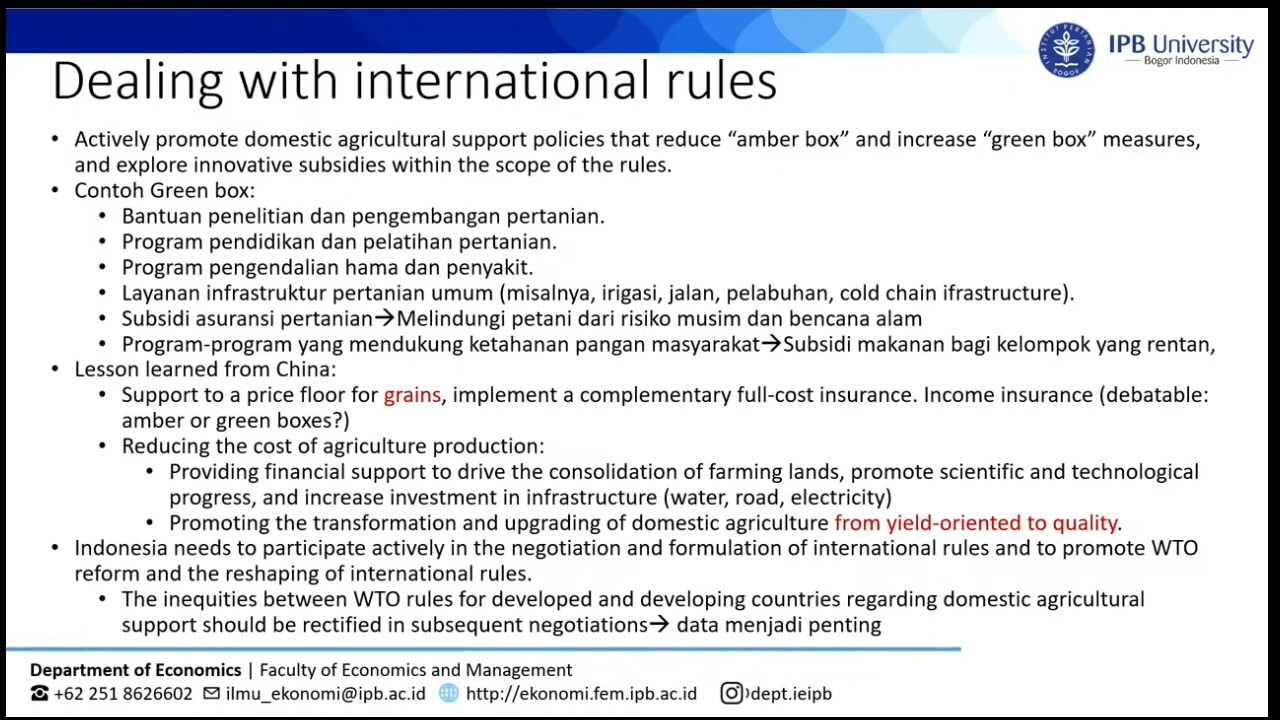 IPB University
Bogor Indonesia
INSTITUT PERTANIAN
BOGOR
Dealing with international rules
• Actively promote domestic agricultural support policies that reduce “amber box” and increase “green box” measures,
and explore innovative subsidies within the scope of the rules.
• Contoh Green box:
• Bantuan penelitian dan pengembangan pertanian.
• Program pendidikan dan pelatihan pertanian.
• Program pengendalian hama dan penyakit.
• Layanan infrastruktur pertanian umum (misalnya, irigasi, jalan, pelabuhan, cold chain ifrastructure).
• Subsidi asuransi pertanian→Melindungi petani dari risiko musim dan bencana alam
• Program-program yang mendukung ketahanan pangan masyarakat→Subsidi makanan bagi kelompok yang rentan,
• Lesson learned from China:
• Support to a price floor for grains, implement a complementary full-cost insurance. Income insurance (debatable:
amber or green boxes?)
• Reducing the cost of agriculture production:
• Providing financial support to drive the consolidation of farming lands, promote scientific and technological
progress, and increase investment in infrastructure (water, road, electricity)
• Promoting the transformation and upgrading of domestic agriculture from yield-oriented to quality.
• Indonesia needs to participate actively in the negotiation and formulation of international rules and to promote WTO
reform and the reshaping of international rules.
• The inequities between WTO rules for developed and developing countries regarding domestic agricultural
support should be rectified in subsequent negotiations→ data menjadi penting
Department of Economics | Faculty of Economics and Management
☎ +62 251 8626602 ✉ ilmu_ekonomi@ipb.ac.id 🌐 http://ekonomi.fem.ipb.ac.id dept.ieipb